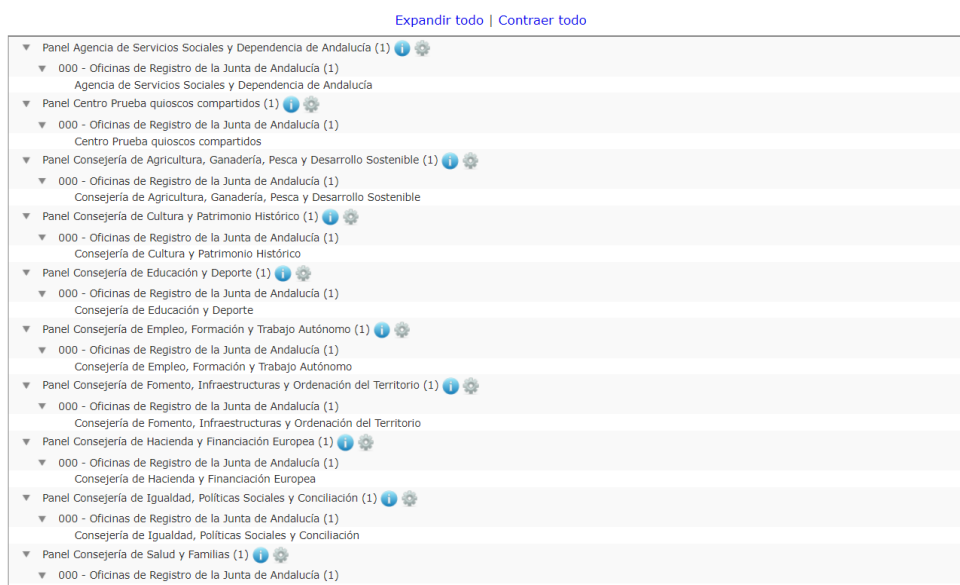 Expandir todo | Contraer todo
Panel Agencia de Servicios Sociales y Dependencia de Andalucía (1)
000 - Oficinas de Registro de la Junta de Andalucía (1)
Agencia de Servicios Sociales y Dependencia de Andalucía
Panel Centro Prueba quioscos compartidos (1)
000 - Oficinas de Registro de la Junta de Andalucía (1)
Centro Prueba quioscos compartidos
Panel Consejería de Agricultura, Ganadería, Pesca y Desarrollo Sostenible (1)
000 - Oficinas de Registro de la Junta de Andalucía (1)
Consejería de Agricultura, Ganadería, Pesca y Desarrollo Sostenible
Panel Consejería de Cultura y Patrimonio Histórico (1)
000 - Oficinas de Registro de la Junta de Andalucía (1)
Consejería de Cultura y Patrimonio Histórico
Panel Consejería de Educación y Deporte (1)
000 - Oficinas de Registro de la Junta de Andalucía (1)
Consejería de Educación y Deporte
Panel Consejería de Empleo, Formación y Trabajo Autónomo (1)
000 - Oficinas de Registro de la Junta de Andalucía (1)
Consejería de Empleo, Formación y Trabajo Autónomo
Panel Consejería de Fomento, Infraestructuras y Ordenación del Territorio (1)
000 - Oficinas de Registro de la Junta de Andalucía (1)
Consejería de Fomento, Infraestructuras y Ordenación del Territorio
Panel Consejería de Hacienda y Financiación Europea (1)
000 - Oficinas de Registro de la Junta de Andalucía (1)
Consejería de Hacienda y Financiación Europea
Panel Consejería de Igualdad, Políticas Sociales y Conciliación (1)
000 - Oficinas de Registro de la Junta de Andalucía (1)
Consejería de Igualdad, Políticas Sociales y Conciliación
Panel Consejería de Salud y Familias (1)
000 - Oficinas de Registro de la Junta de Andalucía (1)